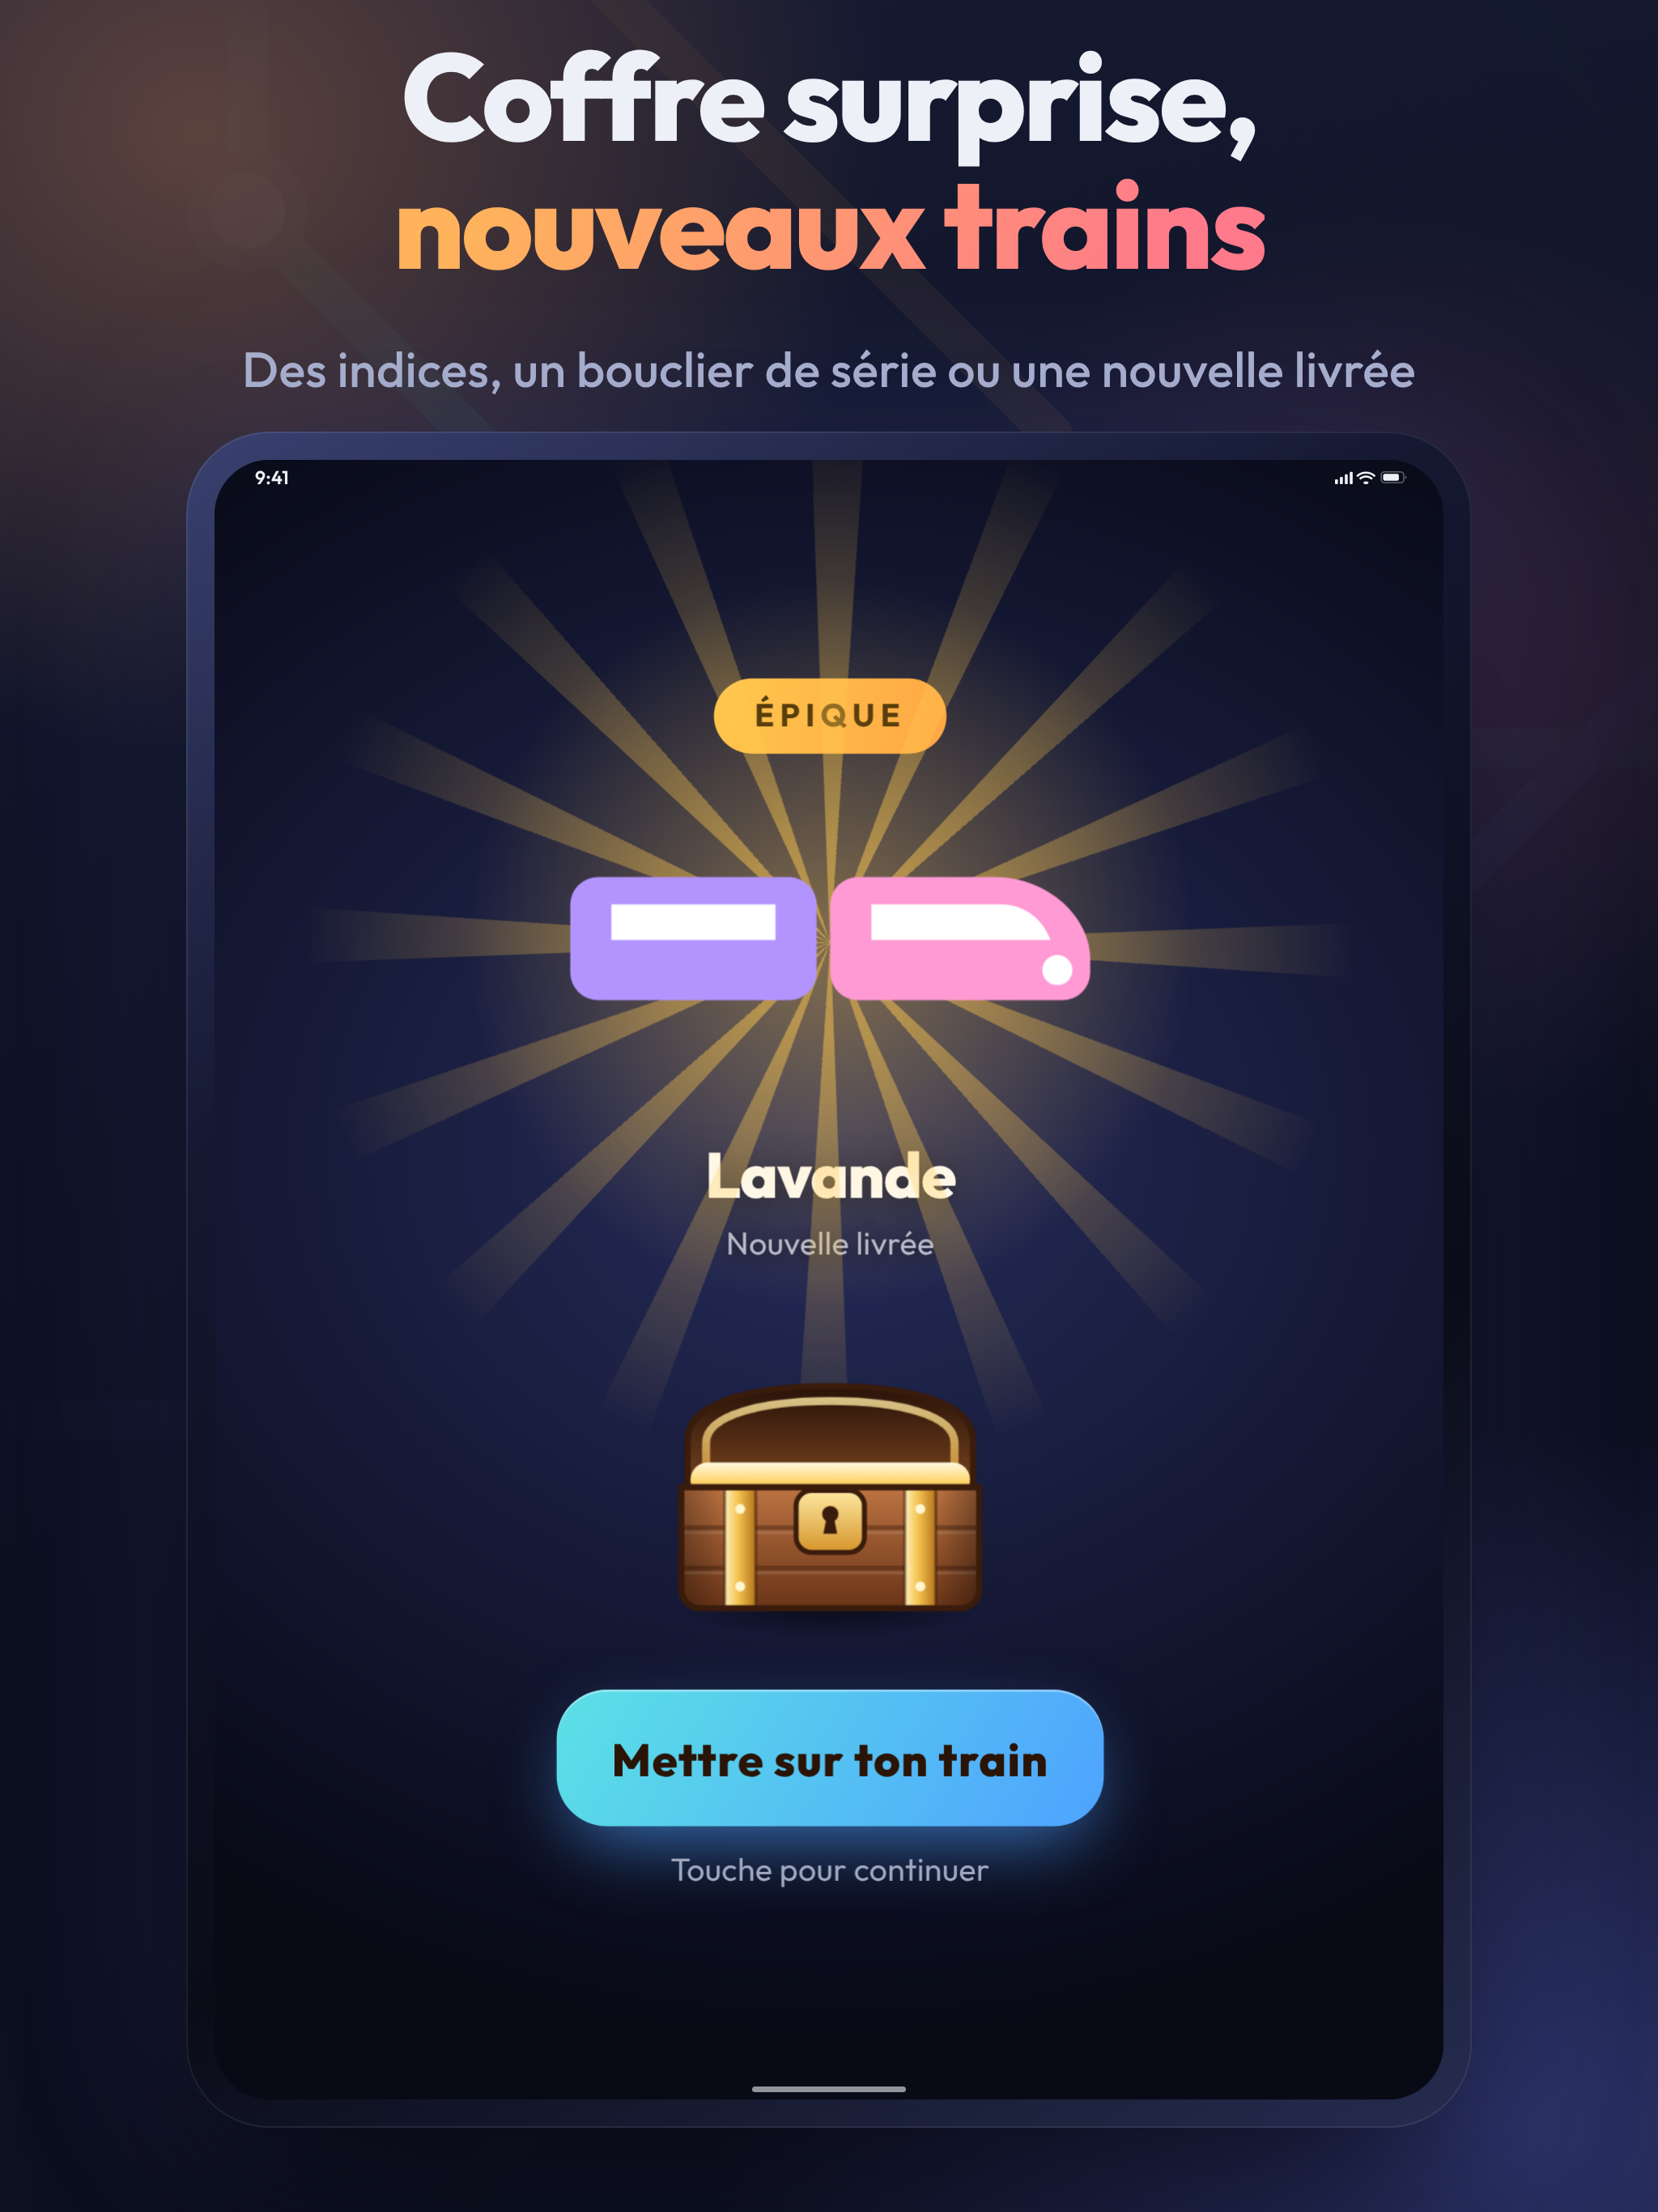 Coffre surprise,
nouveaux trains
Des indices, un bouclier de série ou une nouvelle livrée
9:41
ÉPIQUE
Lavande
Nouvelle livrée
Mettre sur ton train
Touche pour continuer